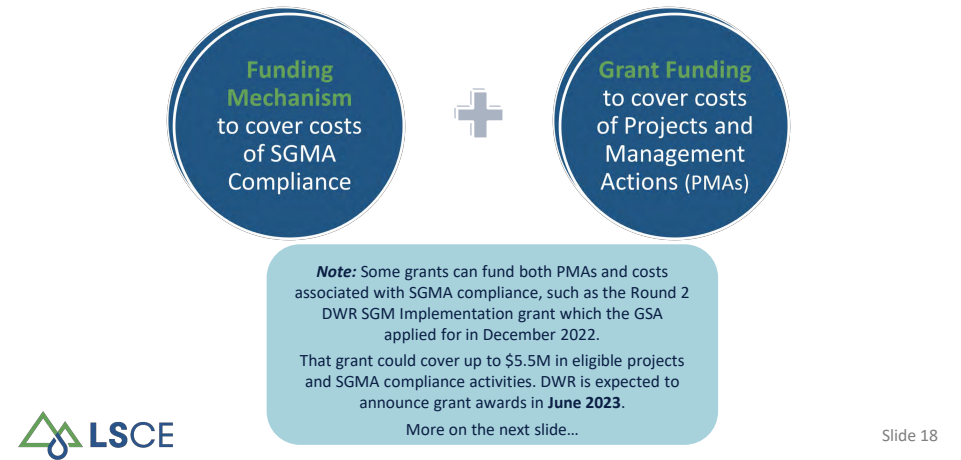 Funding
Mechanism
to cover costs
of SGMA
Compliance
Grant Funding
to cover costs
of Projects and
Management
Actions (PMAs)
Note: Some grants can fund both PMAs and costs
associated with SGMA compliance, such as the Round 2
DWR SGM Implementation grant which the GSA
applied for in December 2022.
That grant could cover up to $5.5M in eligible projects
and SGMA compliance activities. DWR is expected to
announce grant awards in June 2023.
More on the next slide…
LSCE
Slide 18